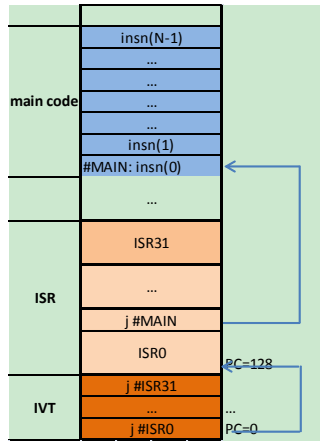 insn(N-1)
…
main code
…
…
…
insn(1)
#MAIN: insn(0)
…
ISR31
…
ISR
j #MAIN
ISR0
PC=128
j #ISR31
IVT
…
…
j #ISR0
PC=0